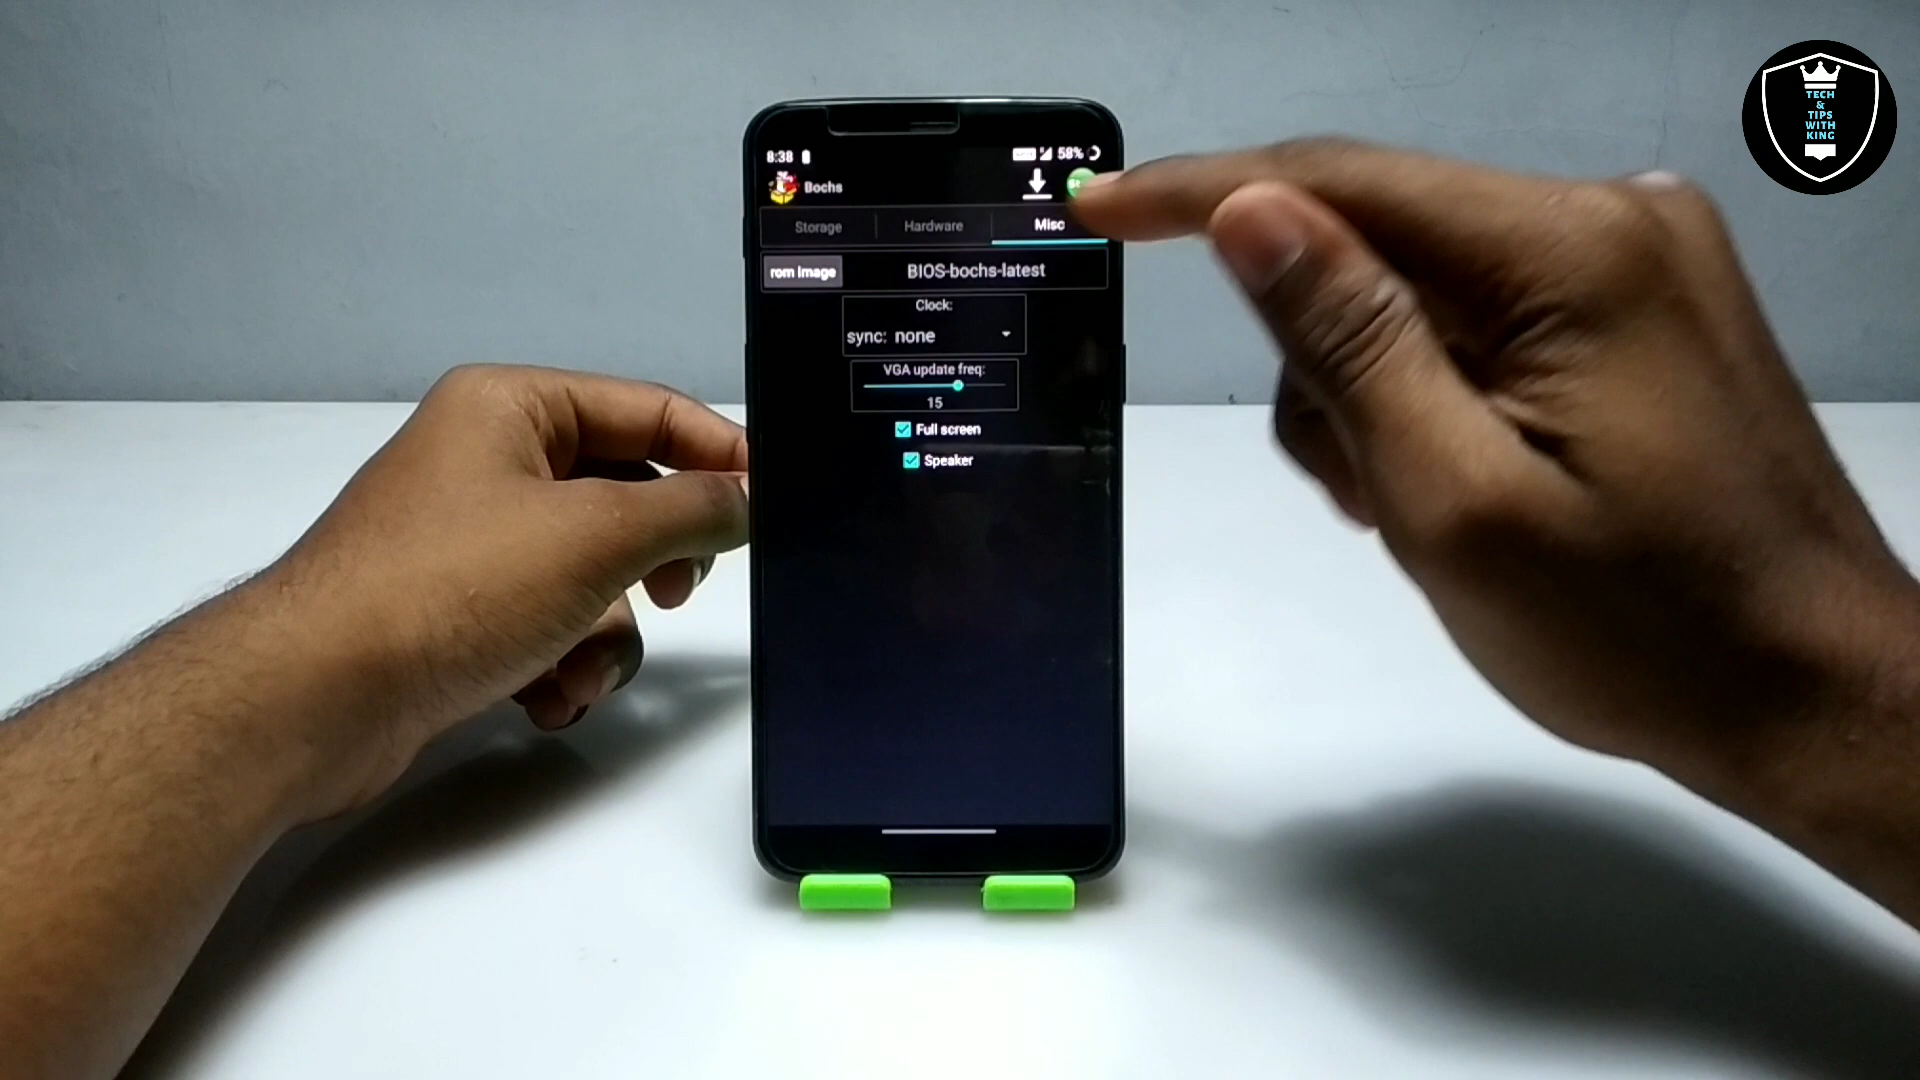 8:38
58%
Bochs
Storage
Hardware
Misc
rom image
BIOS-bochs-latest
Clock:
sync: none
VGA update freq:
15
Full screen
Speaker
TECH
&
TIPS
WITH
KING